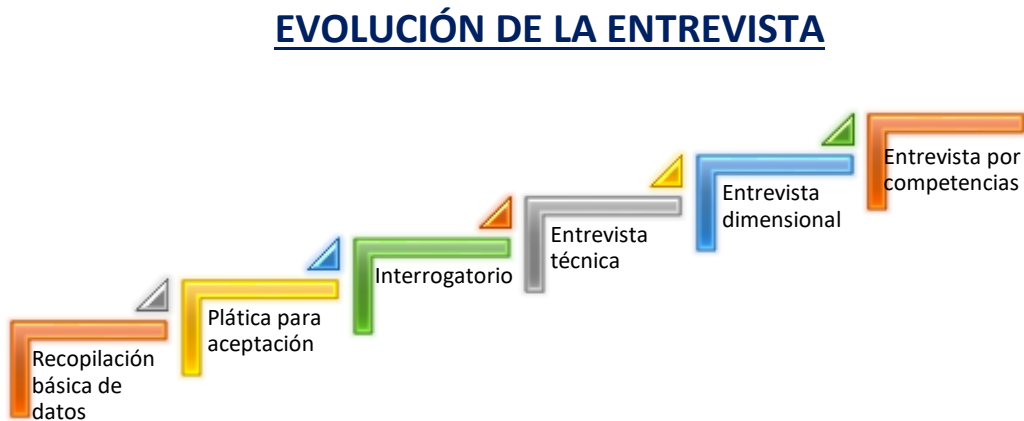 EVOLUCIÓN DE LA ENTREVISTA
Recopilación
básica de
datos
Plática para
aceptación
Interrogatorio
Entrevista
técnica
Entrevista
dimensional
Entrevista por
competencias